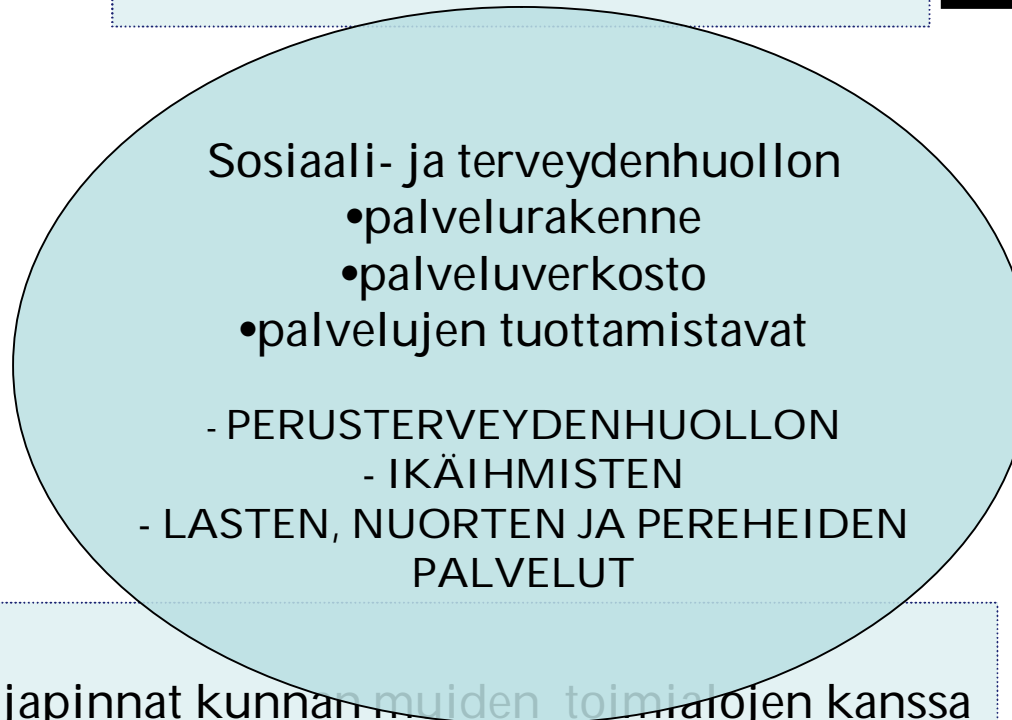 Sosiaali- ja terveydenhuollon
•palvelurakenne
•palveluverkosto
•palvelujen tuottamistavat
- PERUSTERVEYDENHUOLLON
- IKÄIHMISTEN
- LASTEN, NUORTEN JA PEREHEIDEN
PALVELUT
japinnat kunnan muiden toimialojen kanssa